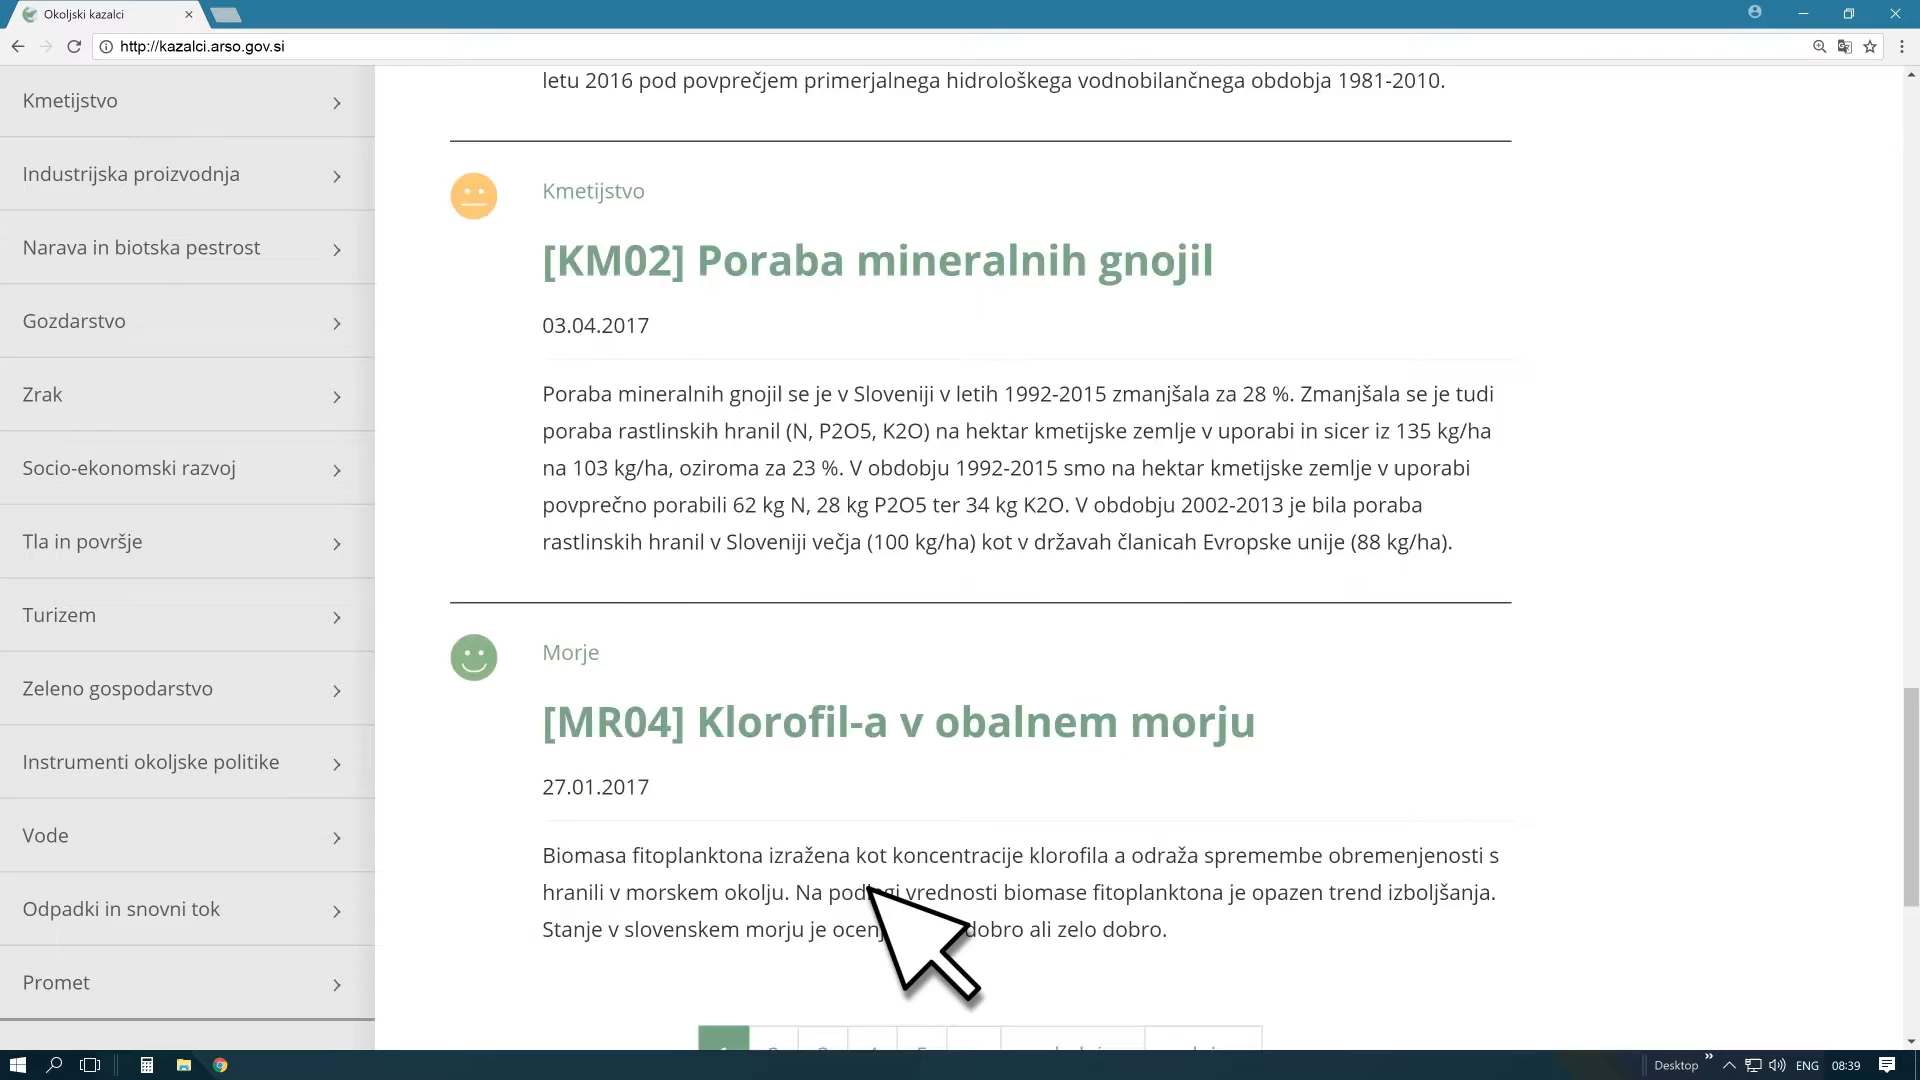 Okoljski kazalci
http://kazalci.arso.gov.si
Kmetijstvo
Industrijska proizvodnja
Narava in biotska pestrost
Gozdarstvo
Zrak
Socio-ekonomski razvoj
Tla in površje
Turizem
Zeleno gospodarstvo
Instrumenti okoljske politike
Vode
Odpadki in snovni tok
Promet
letu 2016 pod povprečjem primerjalnega hidrološkega vodnobilančnega obdobja 1981-2010.
Kmetijstvo
[KM02] Poraba mineralnih gnojil
03.04.2017
Poraba mineralnih gnojil se je v Sloveniji v letih 1992-2015 zmanjšala za 28 %. Zmanjšala se je tudi
poraba rastlinskih hranil (N, P2O5, K2O) na hektar kmetijske zemlje v uporabi in sicer iz 135 kg/ha
na 103 kg/ha, oziroma za 23 %. V obdobju 1992-2015 smo na hektar kmetijske zemlje v uporabi
povprečno porabili 62 kg N, 28 kg P2O5 ter 34 kg K2O. V obdobju 2002-2013 je bila poraba
rastlinskih hranil v Sloveniji večja (100 kg/ha) kot v državah članicah Evropske unije (88 kg/ha).
Morje
[MR04] Klorofil-a v obalnem morju
27.01.2017
Biomasa fitoplanktona izražena kot koncentracije klorofila a odraža spremembe obremenjenosti s
hranili v morskem okolju. Na podlagi vrednosti biomase fitoplanktona je opazen trend izboljšanja.
Stanje v slovenskem morju je dobro ali zelo dobro.
Desktop
ENG
08:39